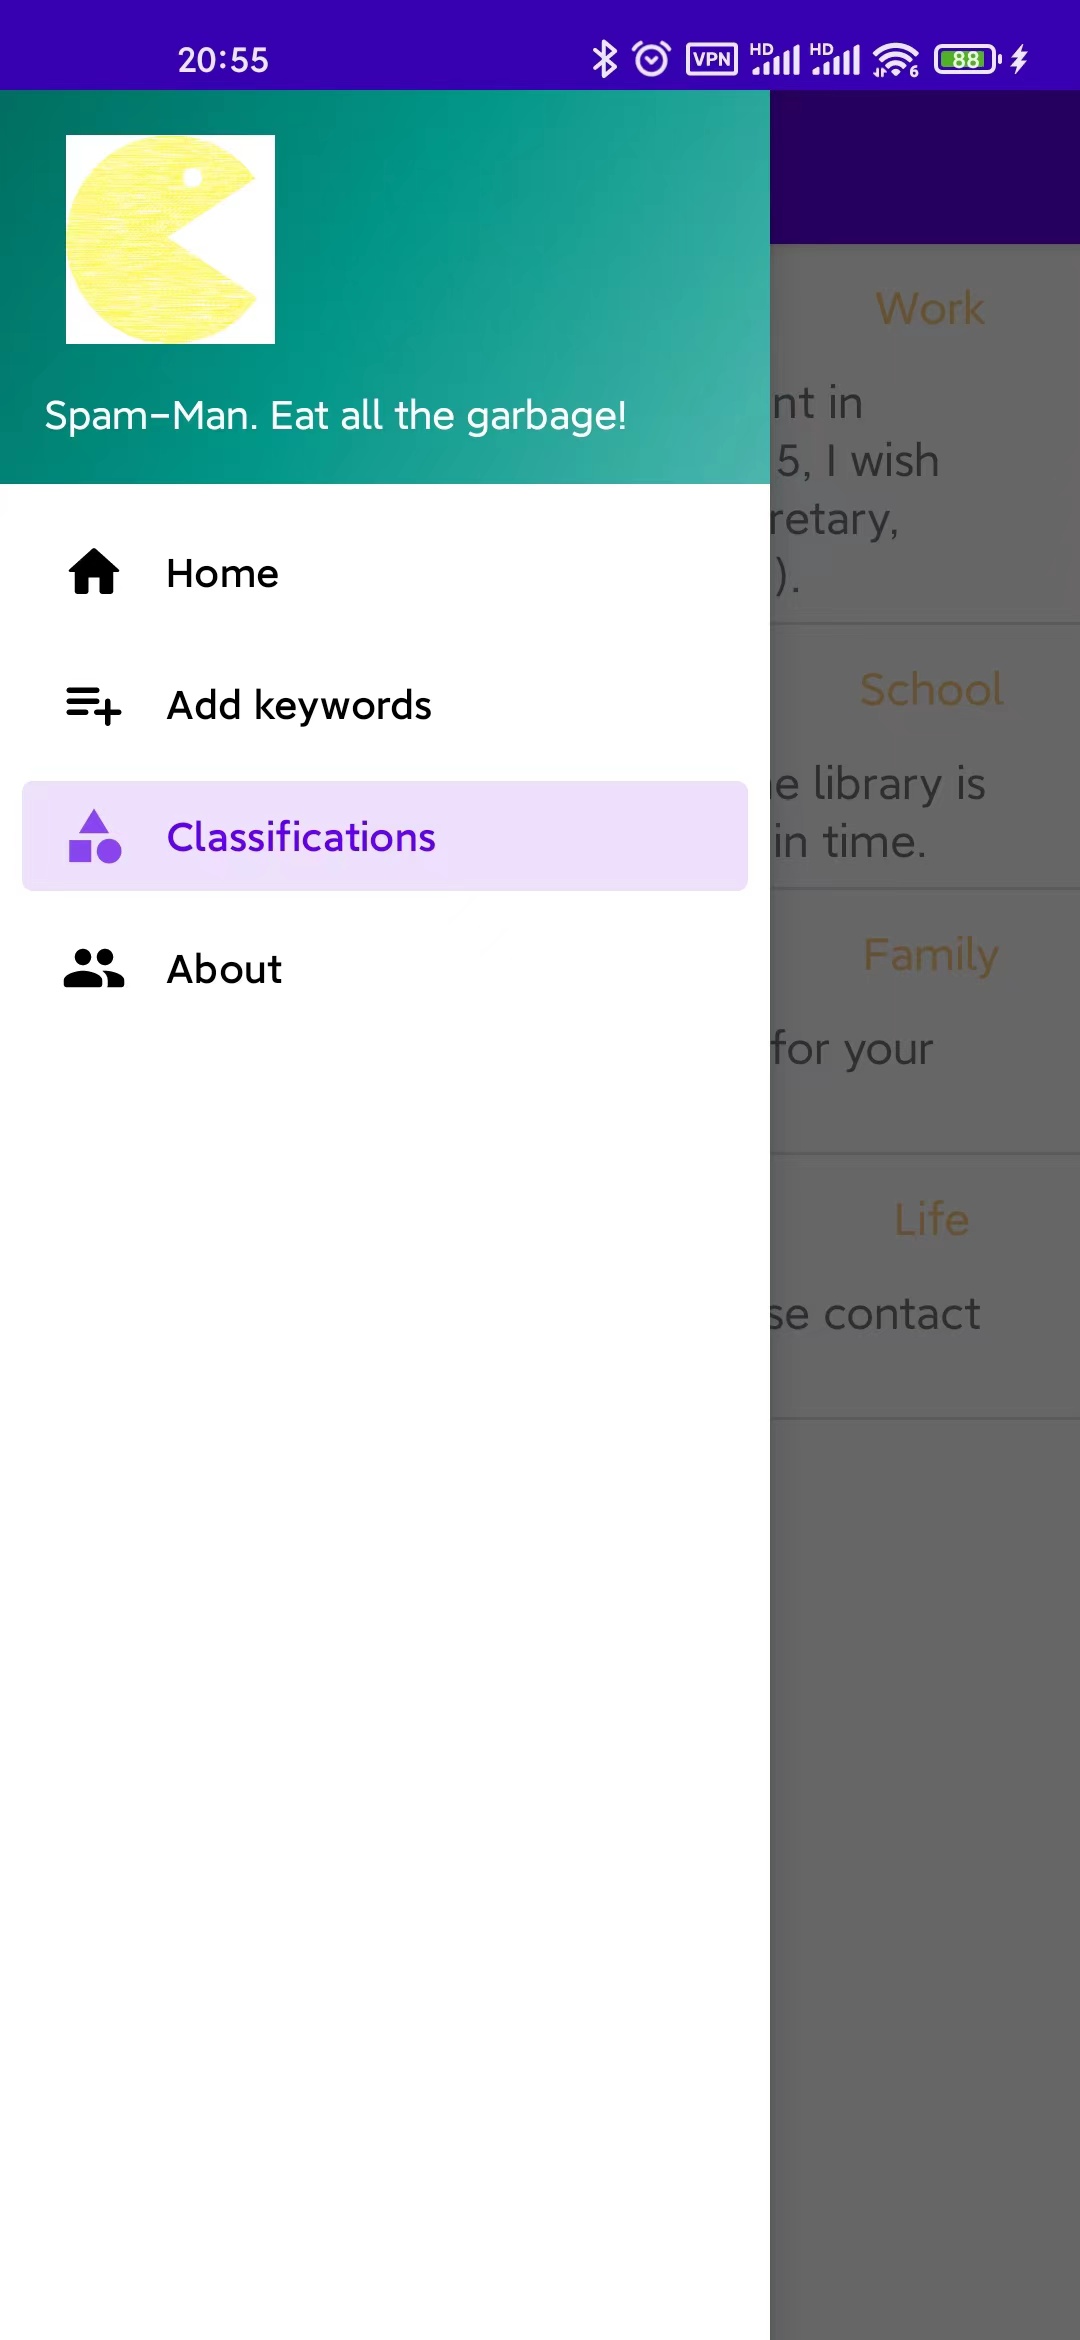 20:55
VPN HD HD 6 88
Spam-Man. Eat all the garbage!
Home
Add keywords
Classifications
About
Work
nt in
5, I wish
retary,
).
School
e library is
in time.
Family
for your
Life
se contact